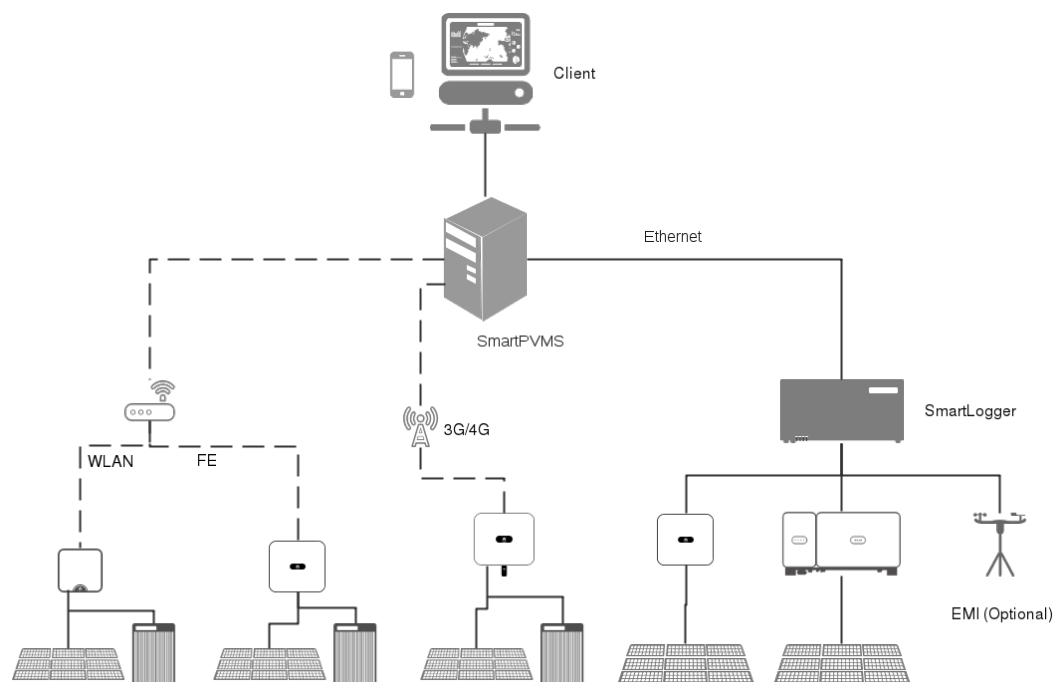 Client
Ethernet
SmartPVMS
SmartLogger
3G/4G
WLAN
FE
EMI (Optional)